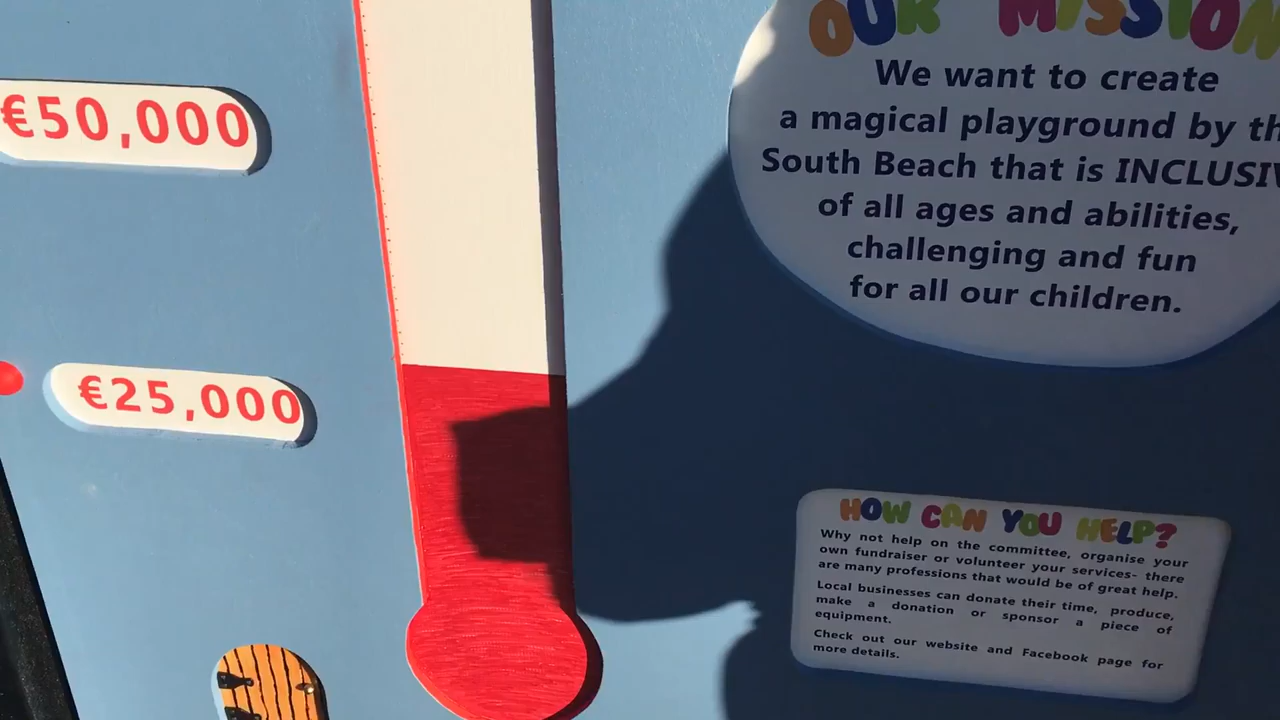 €50,000
€25,000
OUR MISSION
We want to create
a magical playground by
South Beach that is
of all ages and abilities,
challenging and fun
for all our children.
HOW CAN YOU HELP?
Why not help on the committee, organise your
own fundraiser or volunteer your services- there
are many professions that would be of great help.
Local businesses can donate their time, produce,
make a donation or sponsor a piece of
equipment.
Check out our website and Facebook page for
more details.